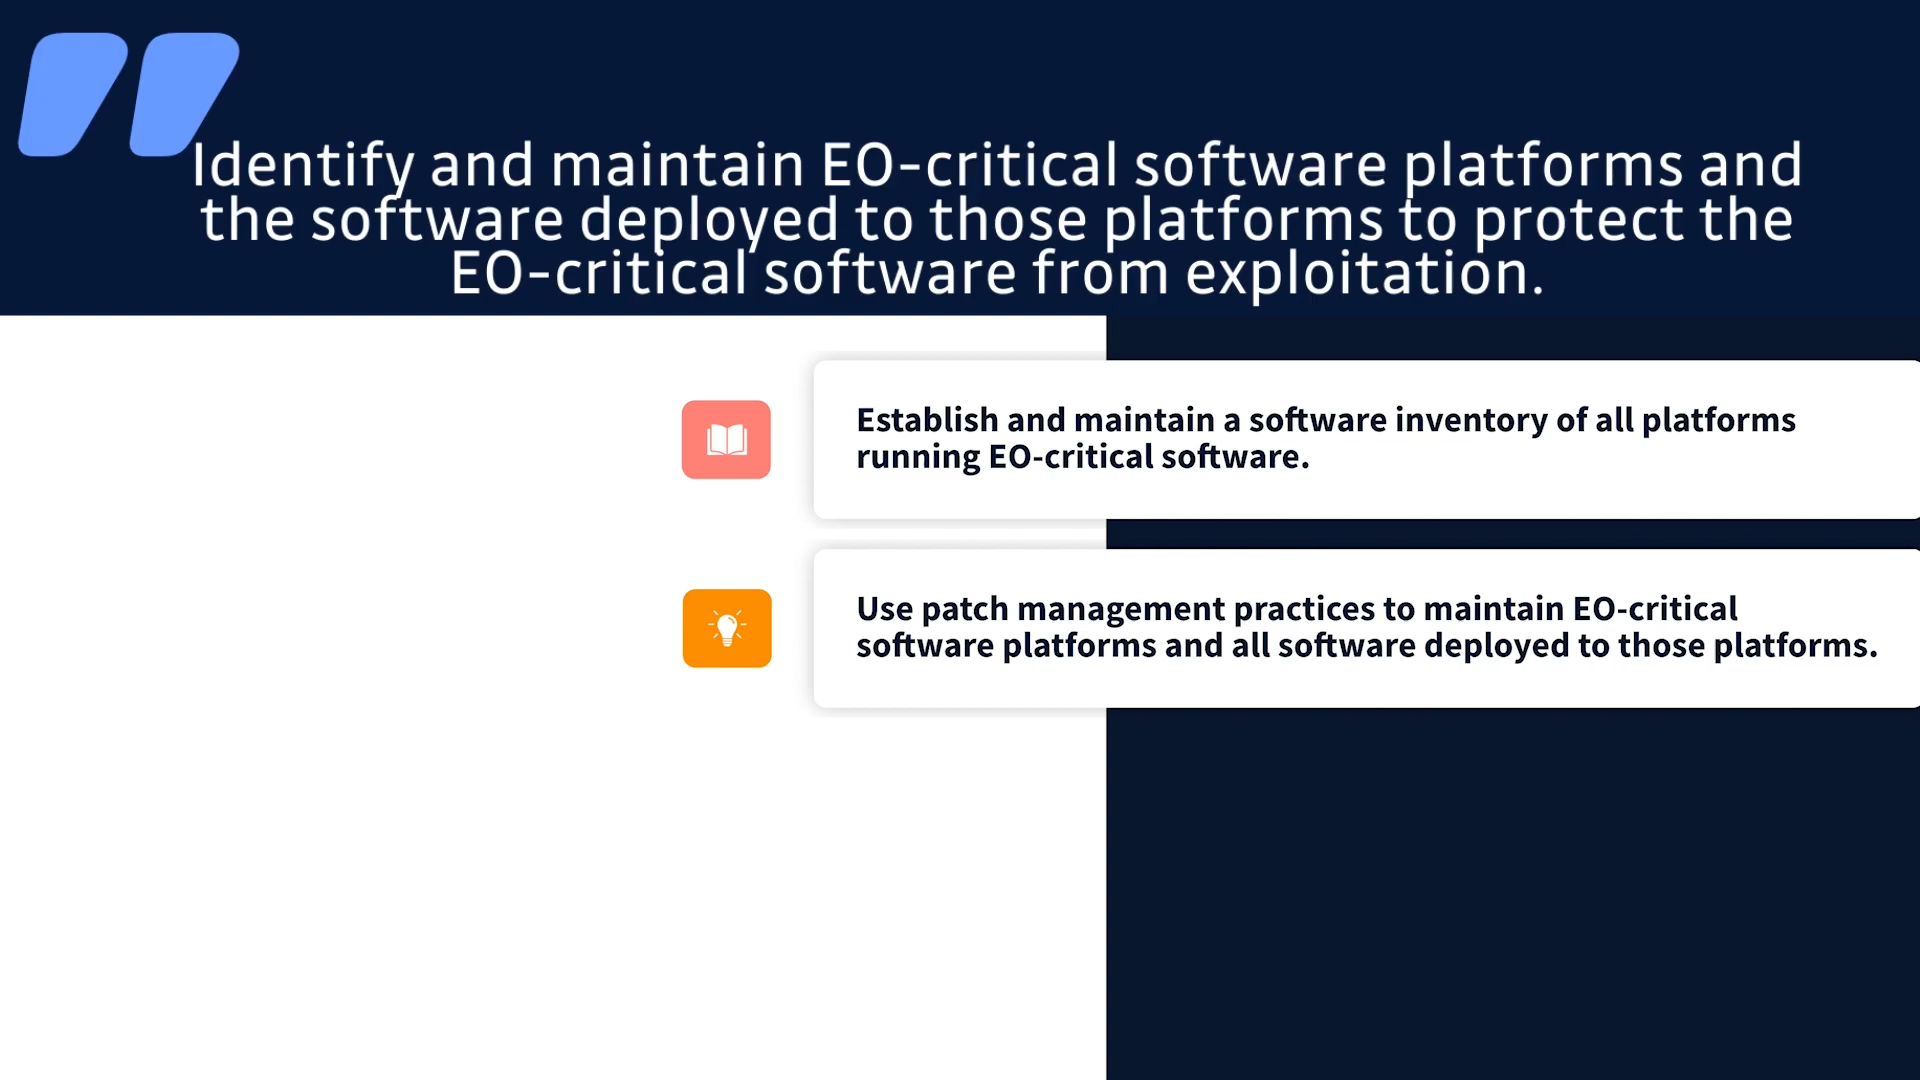 Identify and maintain EO-critical software platforms and
the software deployed to those platforms to protect the
EO-critical software from exploitation.
Establish and maintain a software inventory of all platforms
running EO-critical software.
Use patch management practices to maintain EO-critical
software platforms and all software deployed to those platforms.